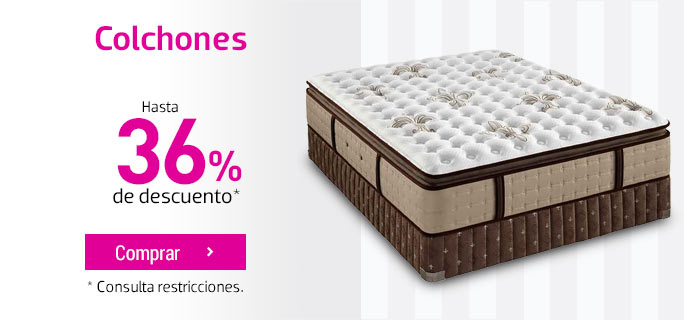 Colchones
Hasta
36%
de descuento*
Comprar >
* Consulta restricciones.